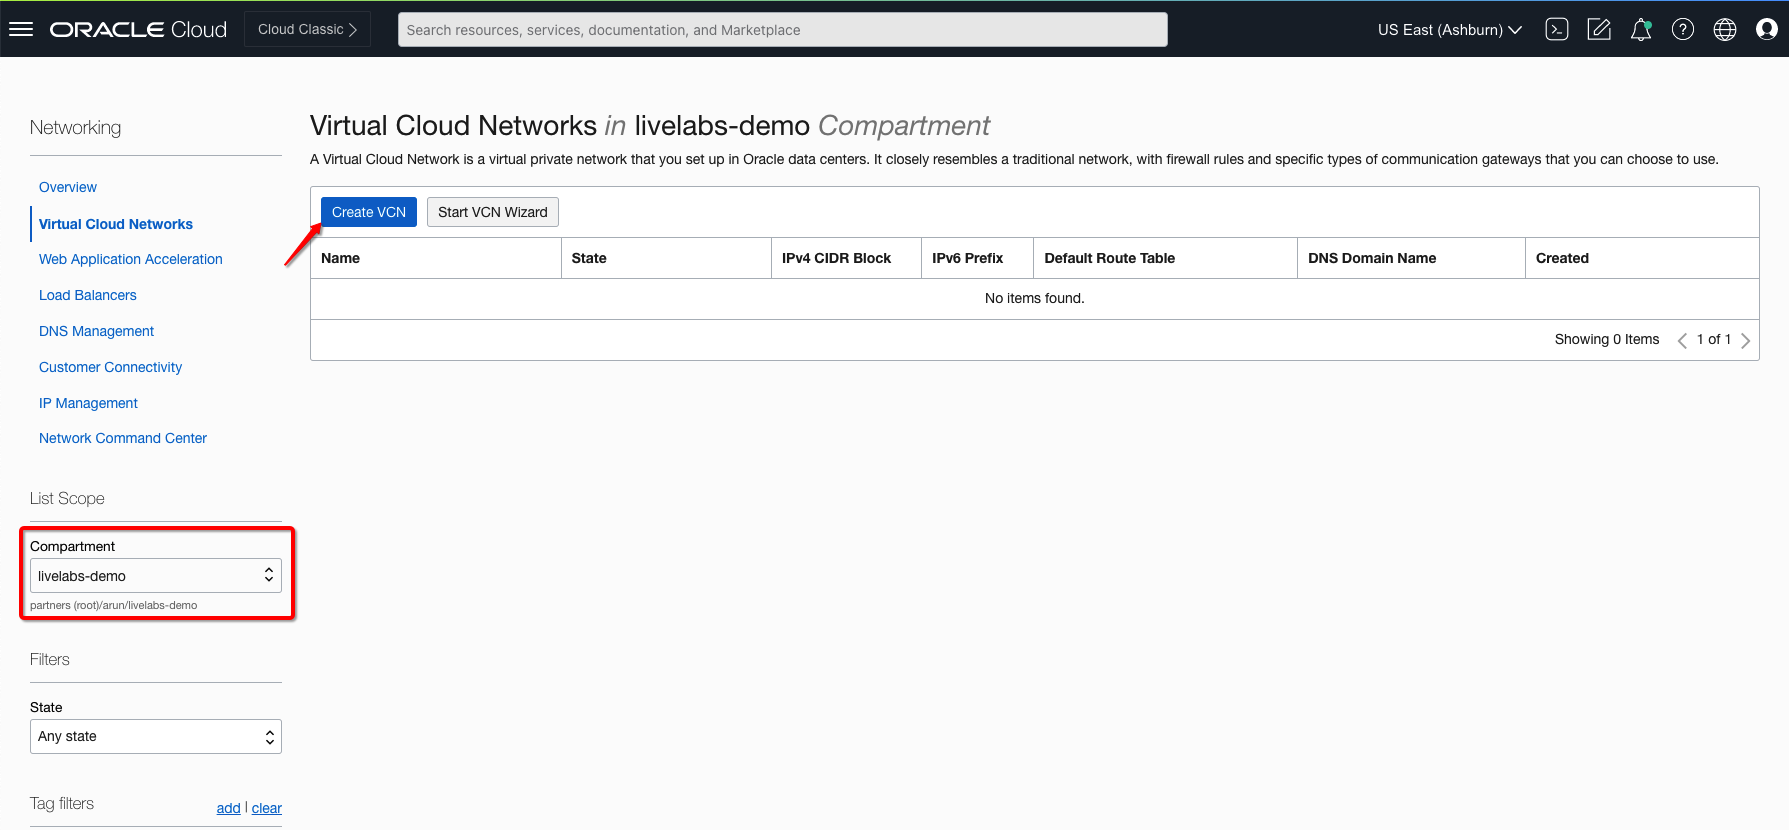 ORACLE Cloud
Cloud Classic
Search resources, services, documentation, and Marketplace
US East (Ashburn)
Networking
Overview
Virtual Cloud Networks
Web Application Acceleration
Load Balancers
DNS Management
Customer Connectivity
IP Management
Network Command Center
List Scope
Compartment
livelabs-demo
partners (root)/arun/livelabs-demo
Filters
State
Any state
Tag filters
add | clear
Virtual Cloud Networks in livelabs-demo Compartment
A Virtual Cloud Network is a virtual private network that you set up in Oracle data centers. It closely resembles a traditional network, with firewall rules and specific types of communication gateways that you can choose to use.
Create VCN Start VCN Wizard
Name State IPv4 CIDR Block IPv6 Prefix Default Route Table DNS Domain Name Created
No items found.
Showing 0 Items 1 of 1